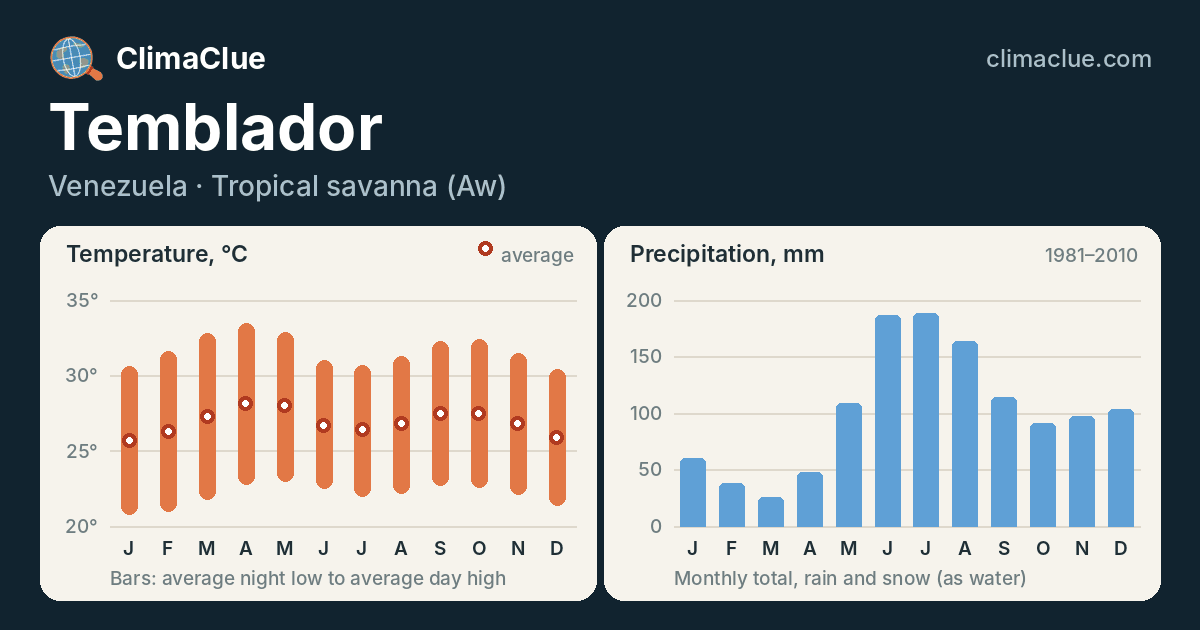 ClimaClue
climaclue.com
Temblador
Venezuela · Tropical savanna (Aw)
Temperature, °C
average
35°
30°
25°
20°
J F M A M J J A S O N D
Bars: average night low to average day high
Precipitation, mm
1981–2010
200
150
100
50
0
J F M A M J J A S O N D
Monthly total, rain and snow (as water)